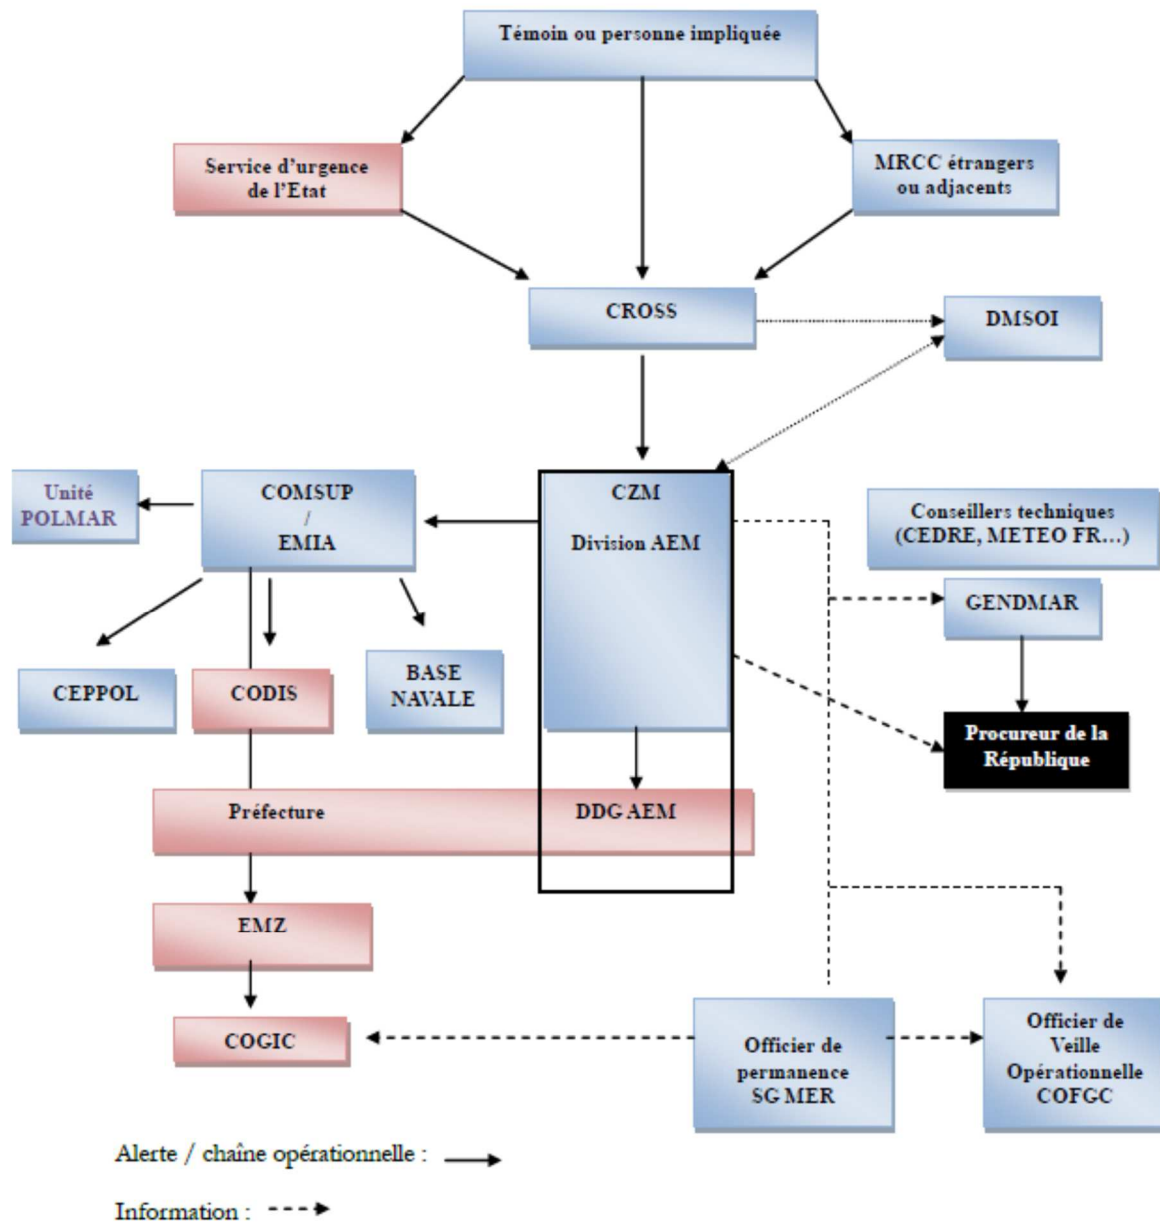 Témoin ou personne impliquée
Service d'urgence
de l'Etat
MRCC étrangers
ou adjacents
CROSS
DMSOI
Unité
POLMAR
COMSUP
/
EMIA
CZM
Division AEM
Conseillers techniques
(CEDRE, METEO FR...)
GENDMAR
CEPPOL
CODIS
BASE
NAVALE
Procureur de la
République
Préfecture
DDG AEM
EMZ
COGIC
Officier de
permanence
SG MER
Officier de
Veille
Opérationnelle
COFGC
Alerte / chaîne opérationnelle :
Information :